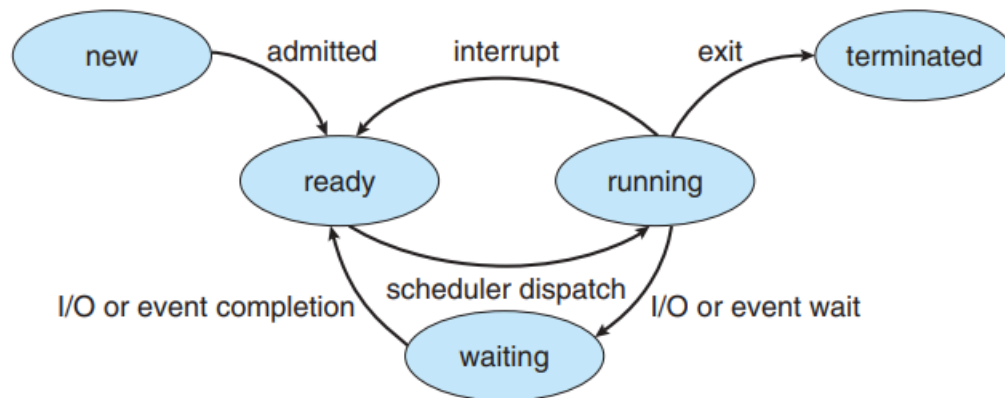 new
admitted
interrupt
exit
terminated
ready
running
scheduler dispatch
I/O or event completion
I/O or event wait
waiting